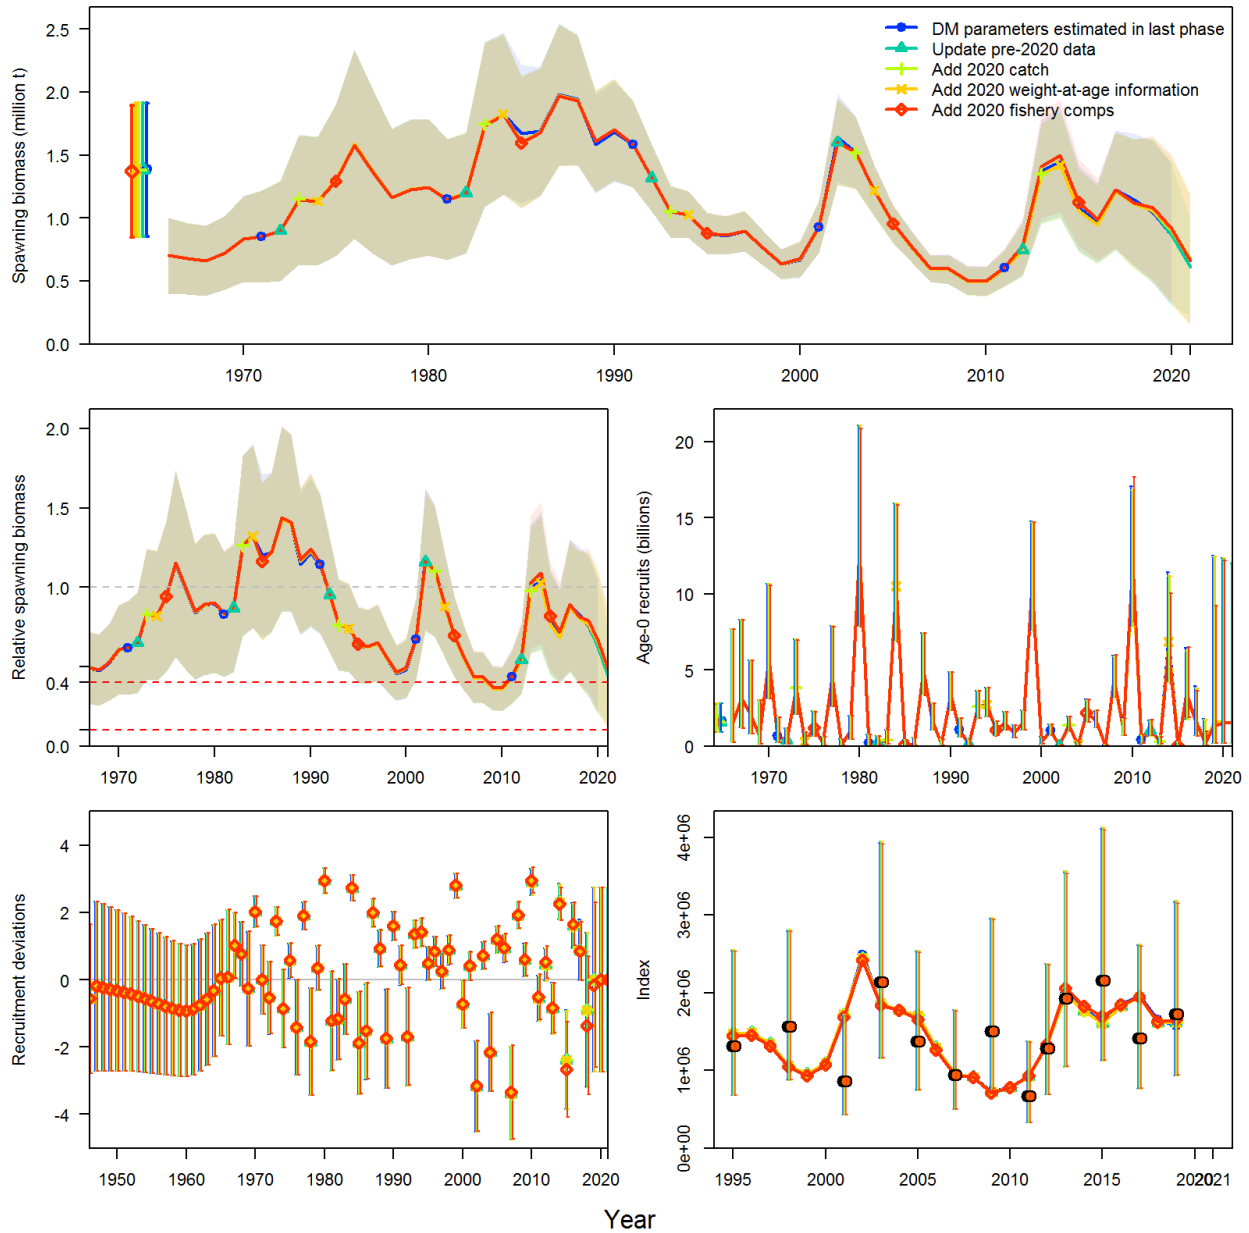 Spawning biomass (million t)
2.5
2.0
1.5
1.0
0.5
0.0
DM parameters estimated in last phase
Update pre-2020 data
Add 2020 catch
Add 2020 weight-at-age information
Add 2020 fishery comps
1970 1980 1990 2000 2010 2020
Relative spawning biomass
2.0
1.5
1.0
0.4
0.0
1970 1980 1990 2000 2010 2020
Age-0 recruits (billions)
20
15
10
5
0
1970 1980 1990 2000 2010 2020
Recruitment deviations
4
2
0
-2
-4
1950 1960 1970 1980 1990 2000 2010 2020
Index
4e+06
3e+06
2e+06
1e+06
0e+00
1995 2000 2005 2010 2015 2020 2021
Year